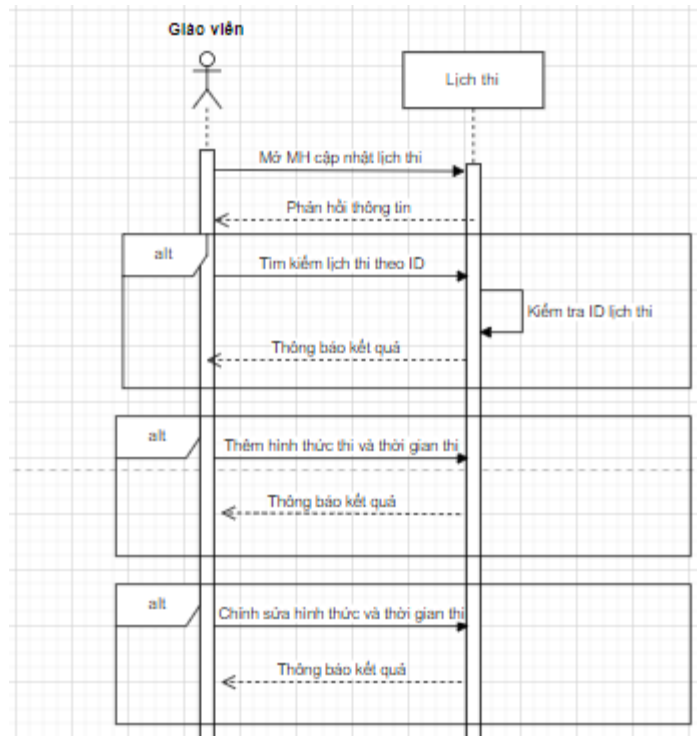 Giáo viên
Lịch thi
Mở MH cập nhật lịch thi
Phản hồi thông tin
alt
Tìm kiếm lịch thi theo ID
Kiểm tra ID lịch thi
Thông báo kết quả
alt
Thêm hình thức thi và thời gian thi
Thông báo kết quả
alt
Chỉnh sửa hình thức và thời gian thi
Thông báo kết quả